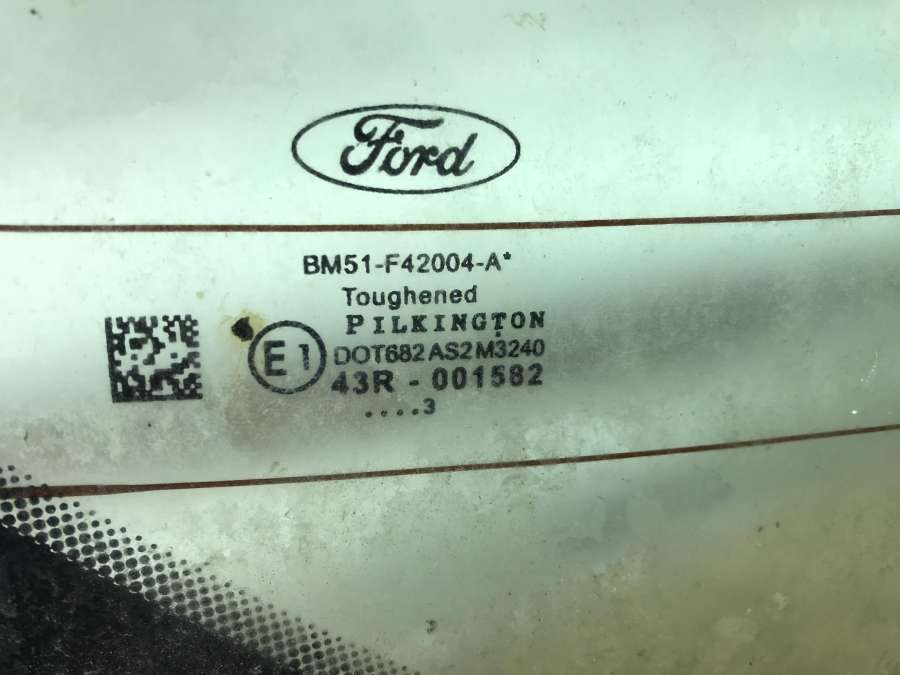 Ford
BM51-F42004-A*
Toughened
PILKINGTON
E1 DOT682 AS2 M3240
43R - 001582
....3